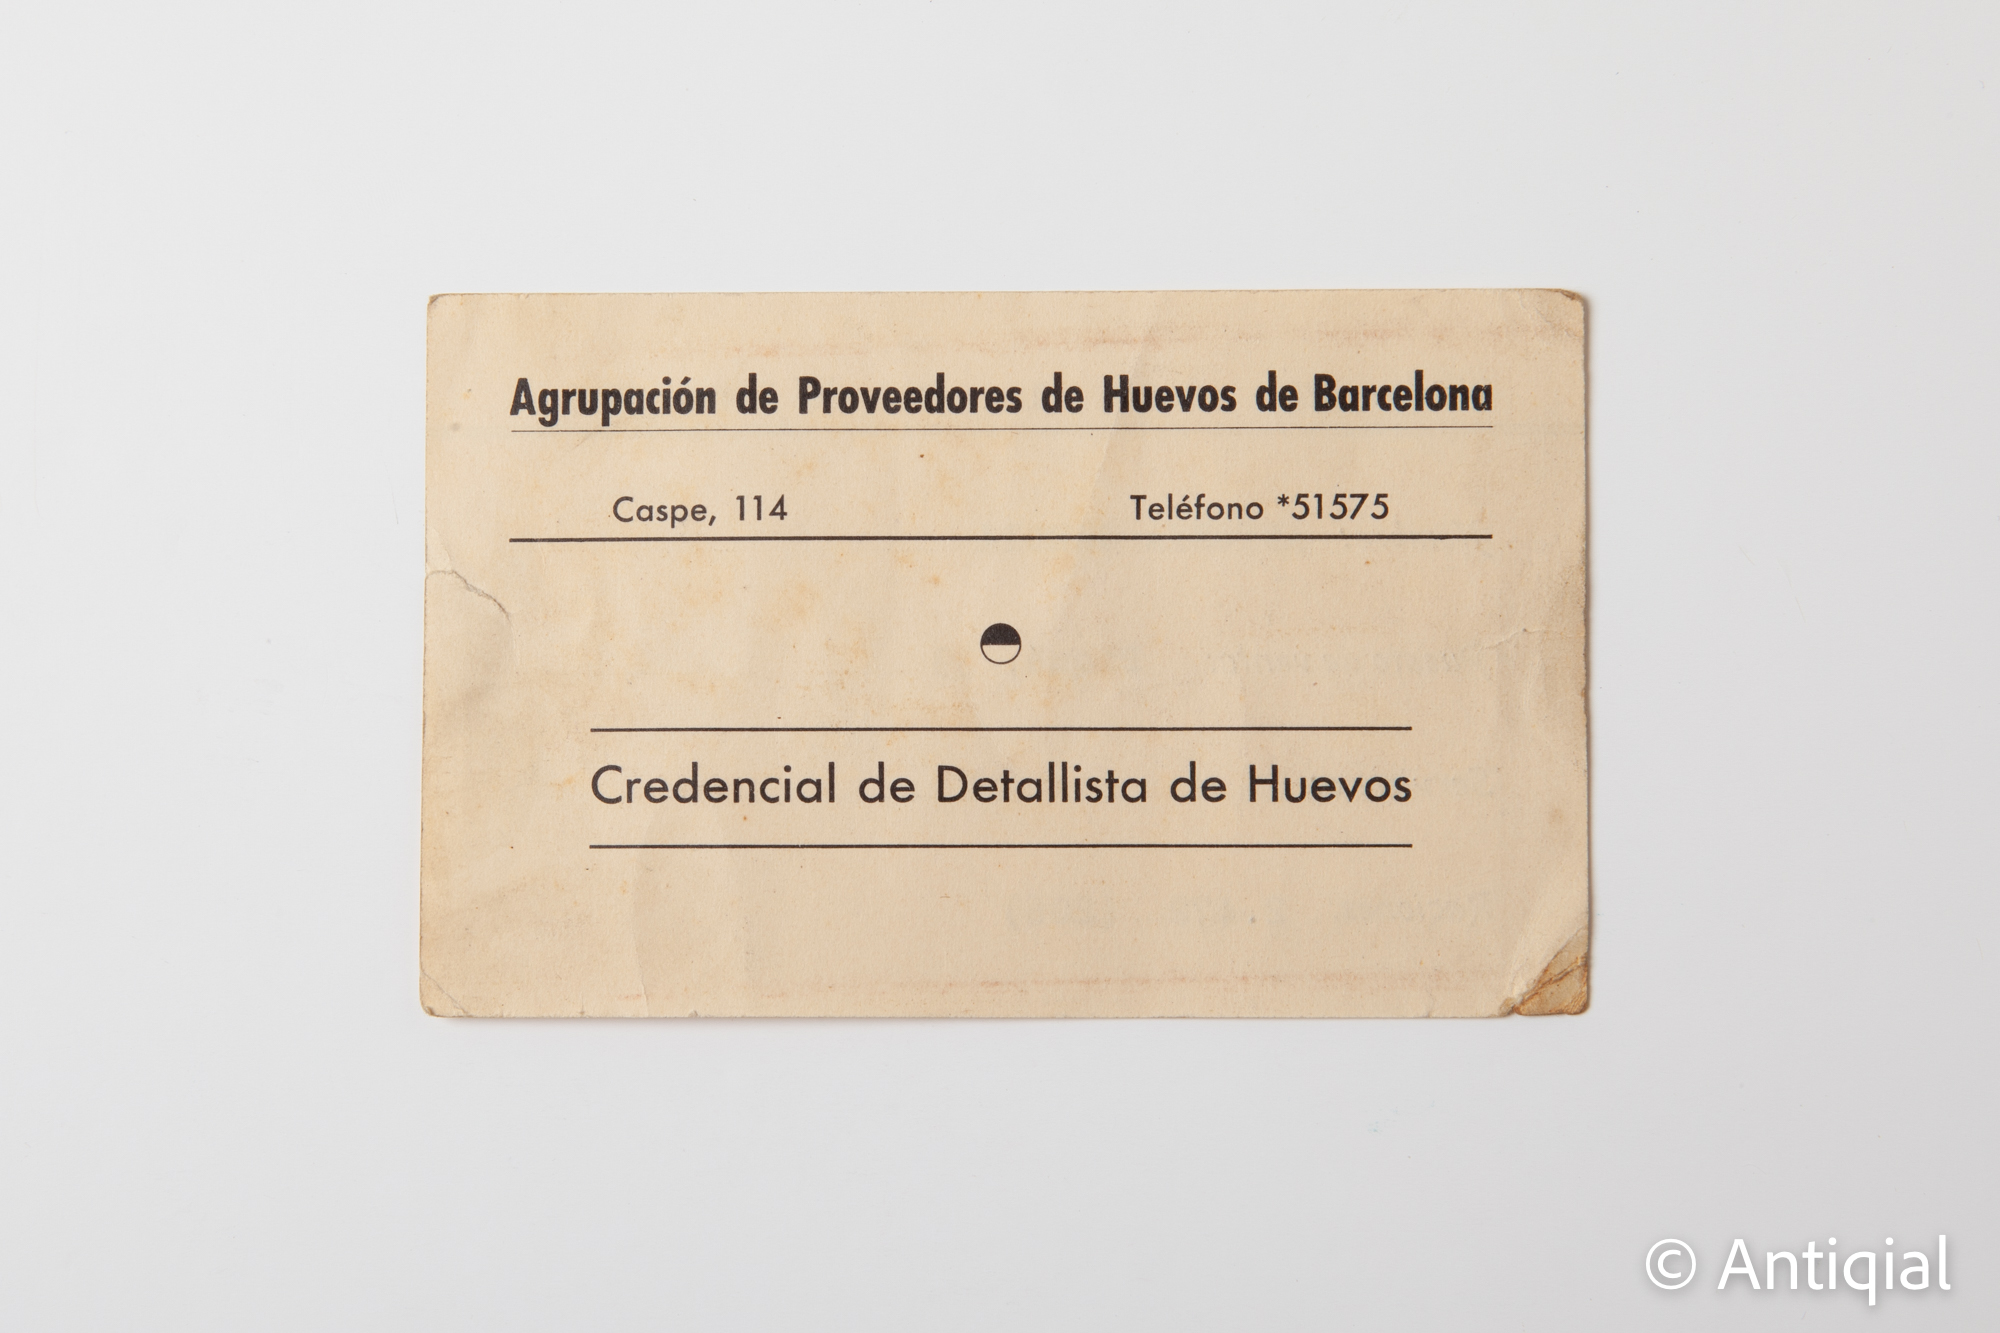 Agrupación de Proveedores de Huevos de Barcelona
Caspe, 114 Teléfono *51575
Credencial de Detallista de Huevos
© Antiqial